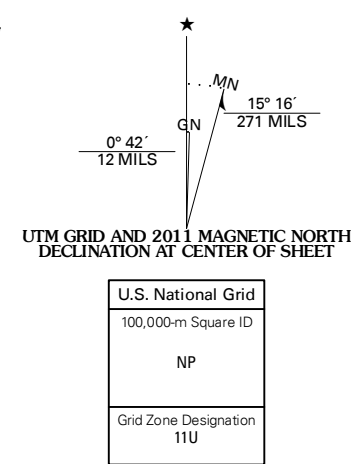 ★
MN
GN
15° 16´
271 MILS
0° 42´
12 MILS
UTM GRID AND 2011 MAGNETIC NORTH
DECLINATION AT CENTER OF SHEET
U.S. National Grid
100,000-m Square ID
NP
Grid Zone Designation
11U